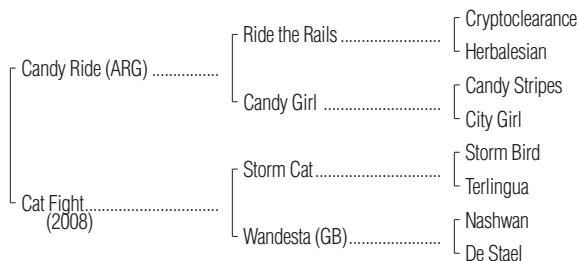 Cryptoclearance
Ride the Rails
Herbalesian
Candy Ride (ARG)
Candy Stripes
Candy Girl
City Girl
Storm Bird
Storm Cat
Terlingua
Cat Fight
(2008)
Nashwan
Wandesta (GB)
De Stael